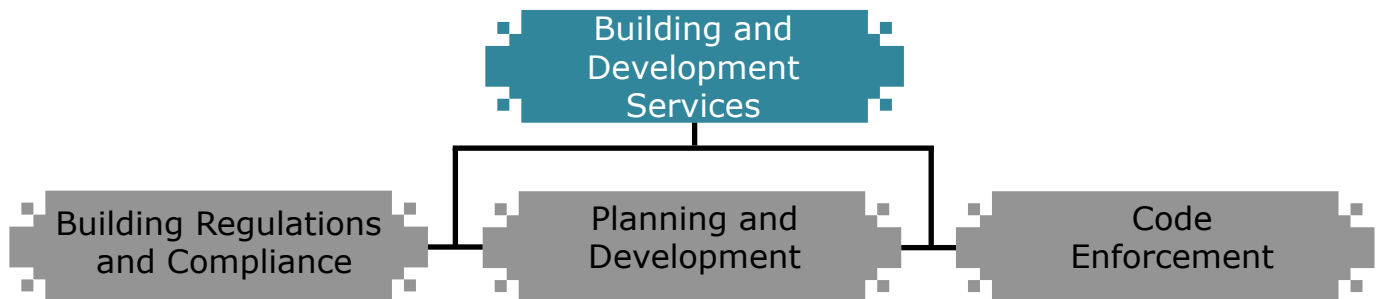 Building and
Development
Services
Building Regulations
and Compliance
Planning and
Development
Code
Enforcement